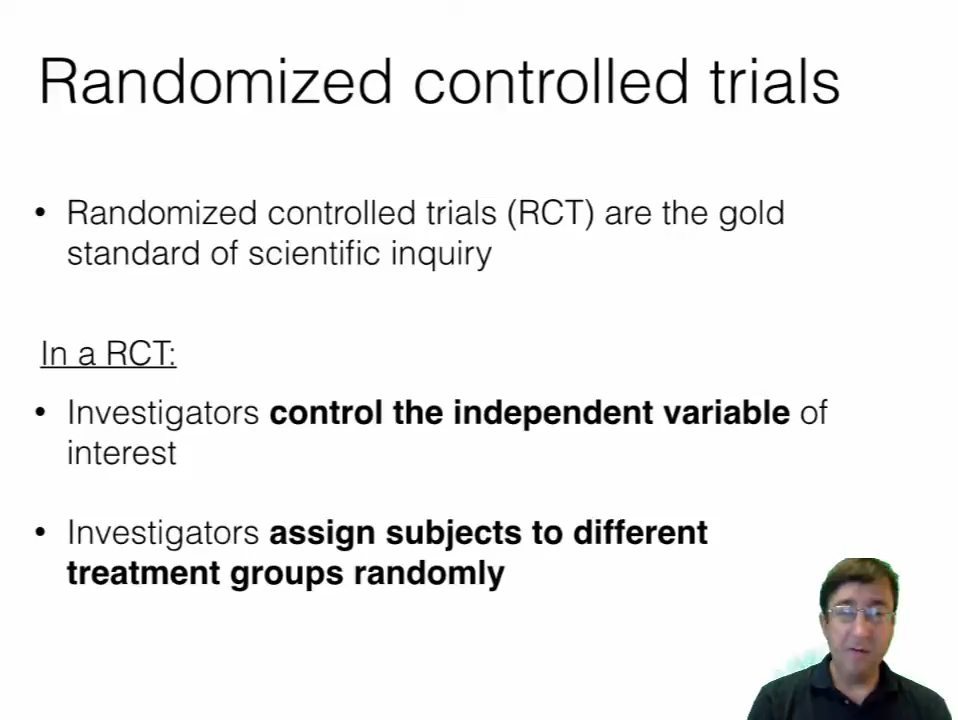 Randomized controlled trials
• Randomized controlled trials (RCT) are the gold
standard of scientific inquiry
In a RCT:
• Investigators control the independent variable of
interest
• Investigators assign subjects to different
treatment groups randomly